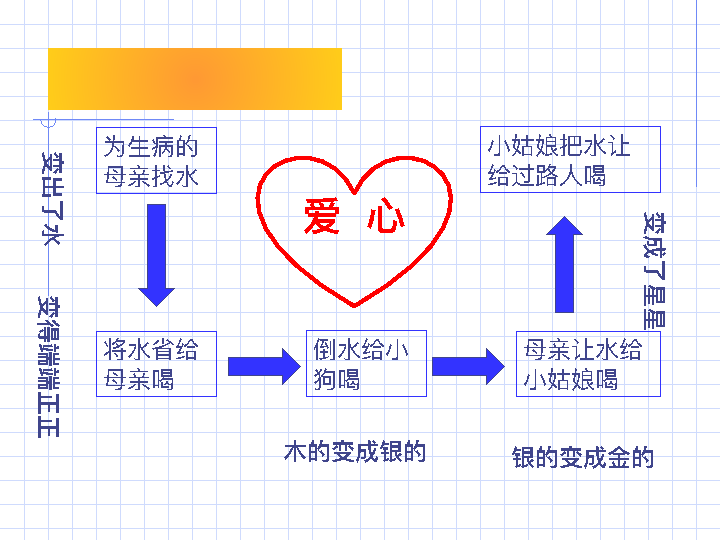 为生病的
母亲找水
变出了水
爱 心
小姑娘把水让
给过路人喝
变成了星星
变得端端正正
将水省给
母亲喝
倒水给小
狗喝
母亲让水给
小姑娘喝
木的变成银的
银的变成金的